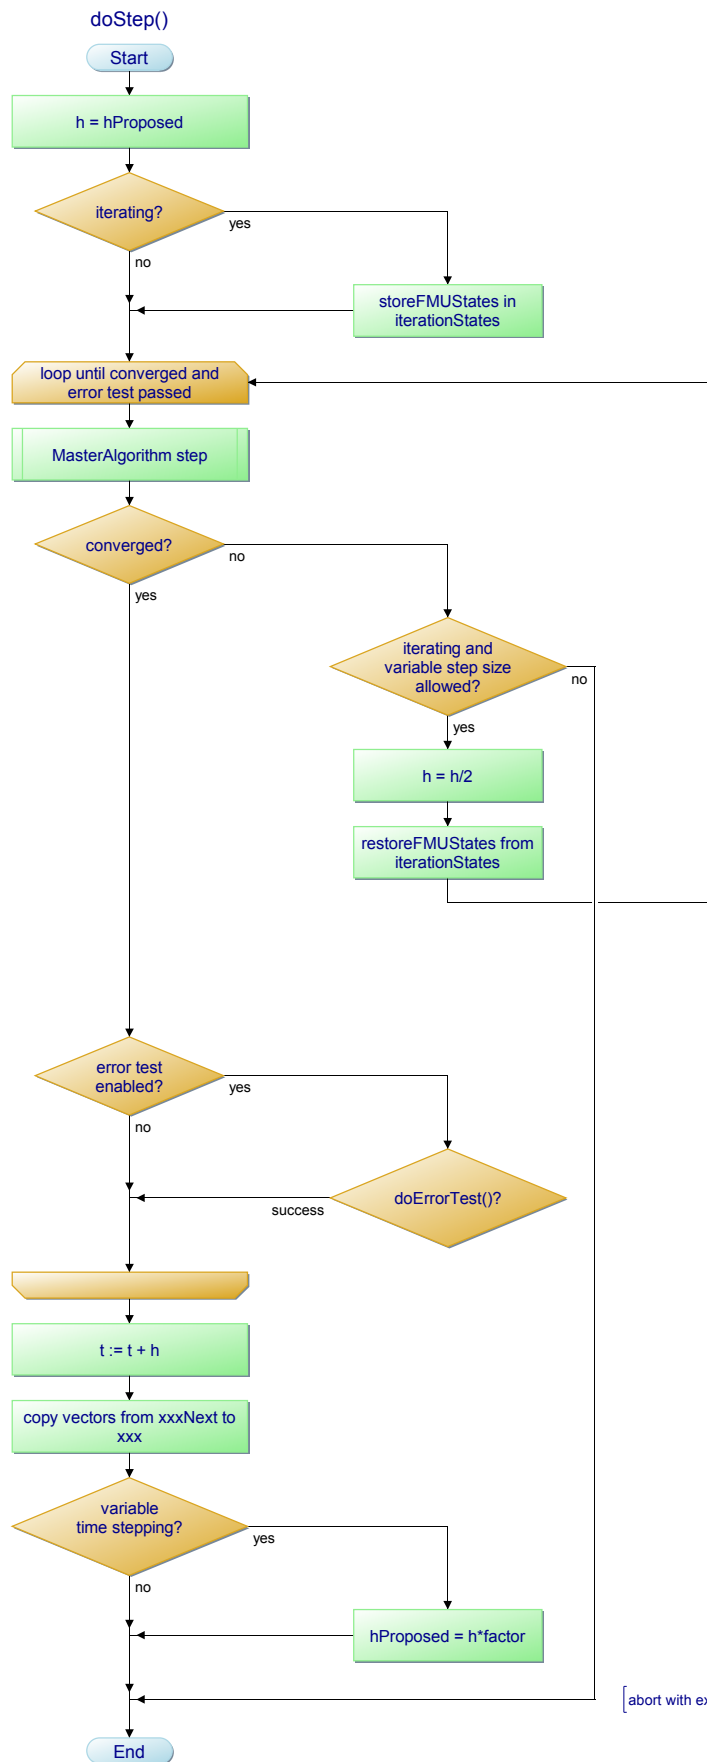 doStep()
Start
h = hProposed
iterating?
yes
no
storeFMUStates in
iterationStates
loop until converged and
error test passed
MasterAlgorithm step
converged?
no
yes
iterating and
variable step size
allowed?
no
yes
h = h/2
restoreFMUStates from
iterationStates
error test
enabled?
yes
no
doErrorTest()?
success
t := t + h
copy vectors from xxxNext to
xxx
variable
time stepping?
yes
no
hProposed = h*factor
abort with
End